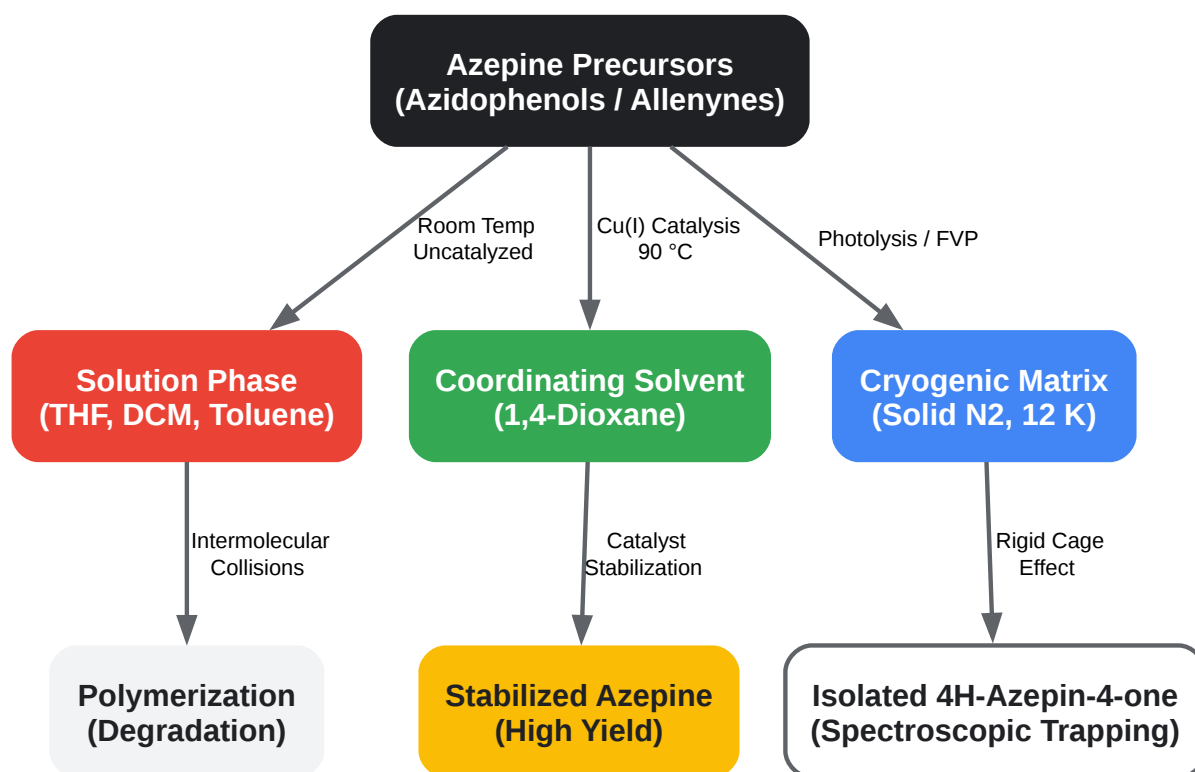 Azepine Precursors
(Azidophenols / Allenynes)
Room Temp
Uncatalyzed
Cu(I) Catalysis
90 °C
Photolysis / FVP
Solution Phase
(THF, DCM, Toluene)
Coordinating Solvent
(1,4-Dioxane)
Cryogenic Matrix
(Solid N2, 12 K)
Intermolecular
Collisions
Catalyst
Stabilization
Rigid Cage
Effect
Polymerization
(Degradation)
Stabilized Azepine
(High Yield)
Isolated 4H-Azepin-4-one
(Spectroscopic Trapping)